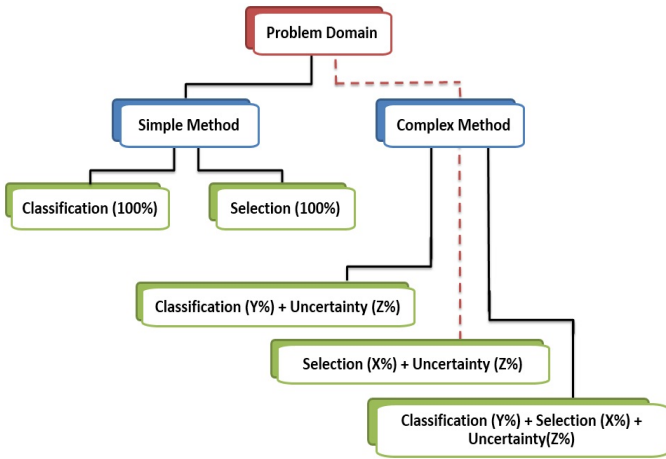 Problem Domain
Simple Method
Complex Method
Classification (100%)
Selection (100%)
Classification (Y%) + Uncertainty (Z%)
Selection (X%) + Uncertainty (Z%)
Classification (Y%) + Selection (X%) +
Uncertainty(Z%)